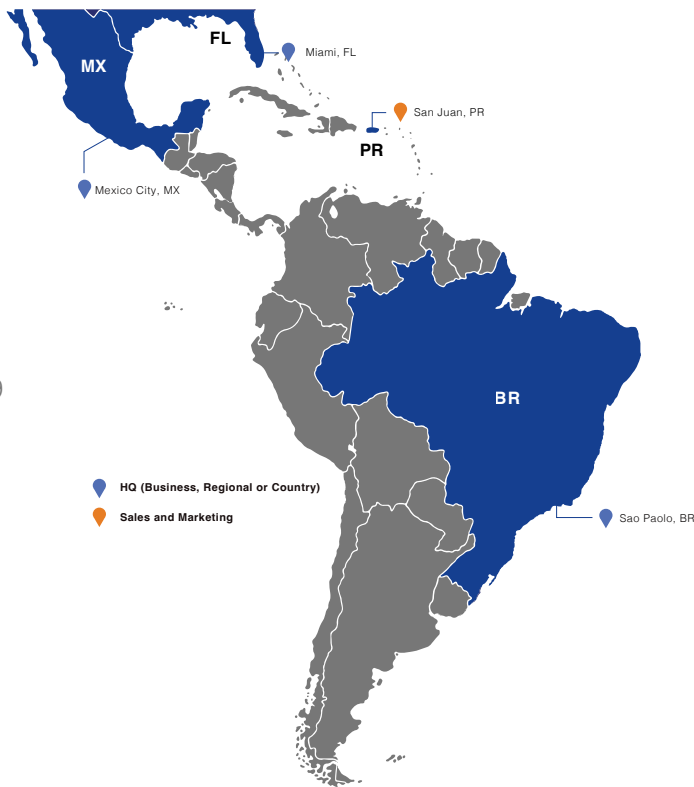 FL
Miami, FL
MX
San Juan, PR
PR
Mexico City, MX
BR
HQ (Business, Regional or Country)
Sales and Marketing
Sao Paolo, BR